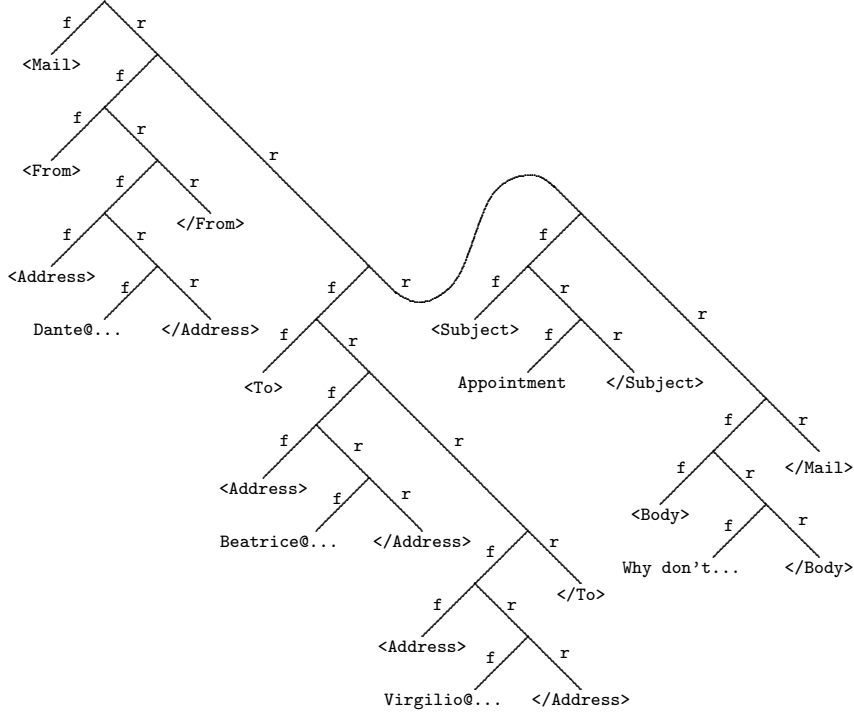 f r
<Mail>
f
f r r
<From>
f r
</From>
f r
<Address>
f r f r f r
Dante@... </Address>
f r <Subject> f r r
<To>
Appointment </Subject>
f r
f r f r
<Address>
</Mail>
f r f r
Beatrice@... </Address>
<Body>
f r f r
Why don't... </Body>
f r </To>
<Address>
f r
Virgilio@... </Address>